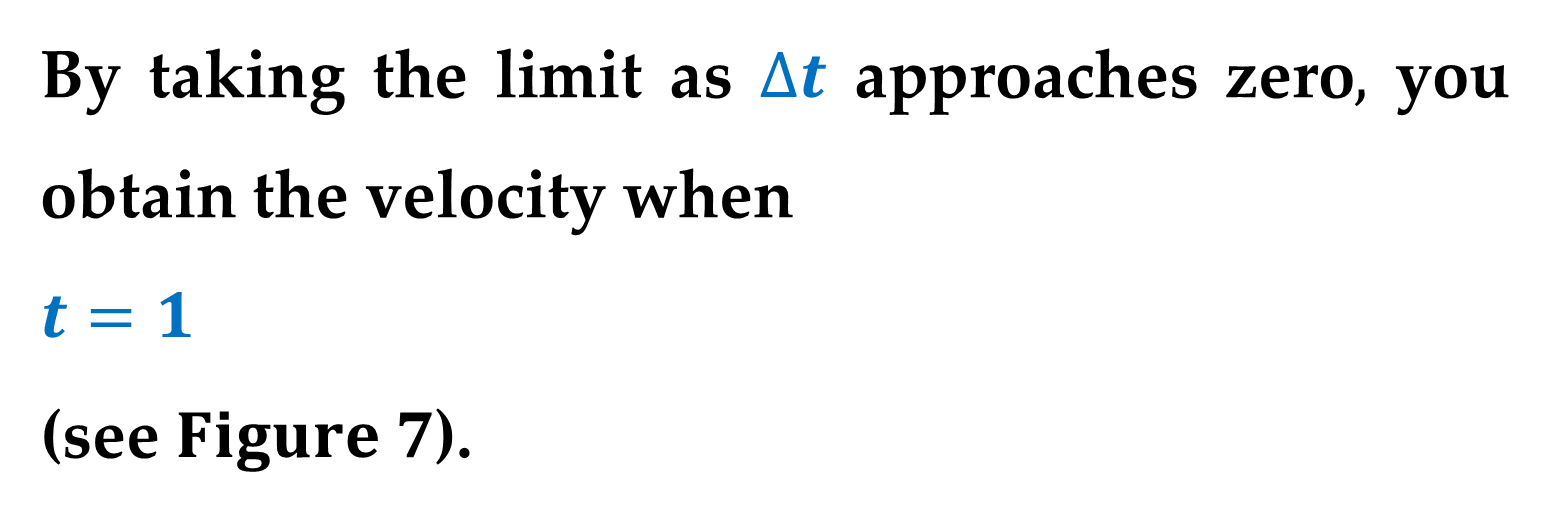 By taking the limit as Δt approaches zero, you
obtain the velocity when
t = 1
(see Figure 7).